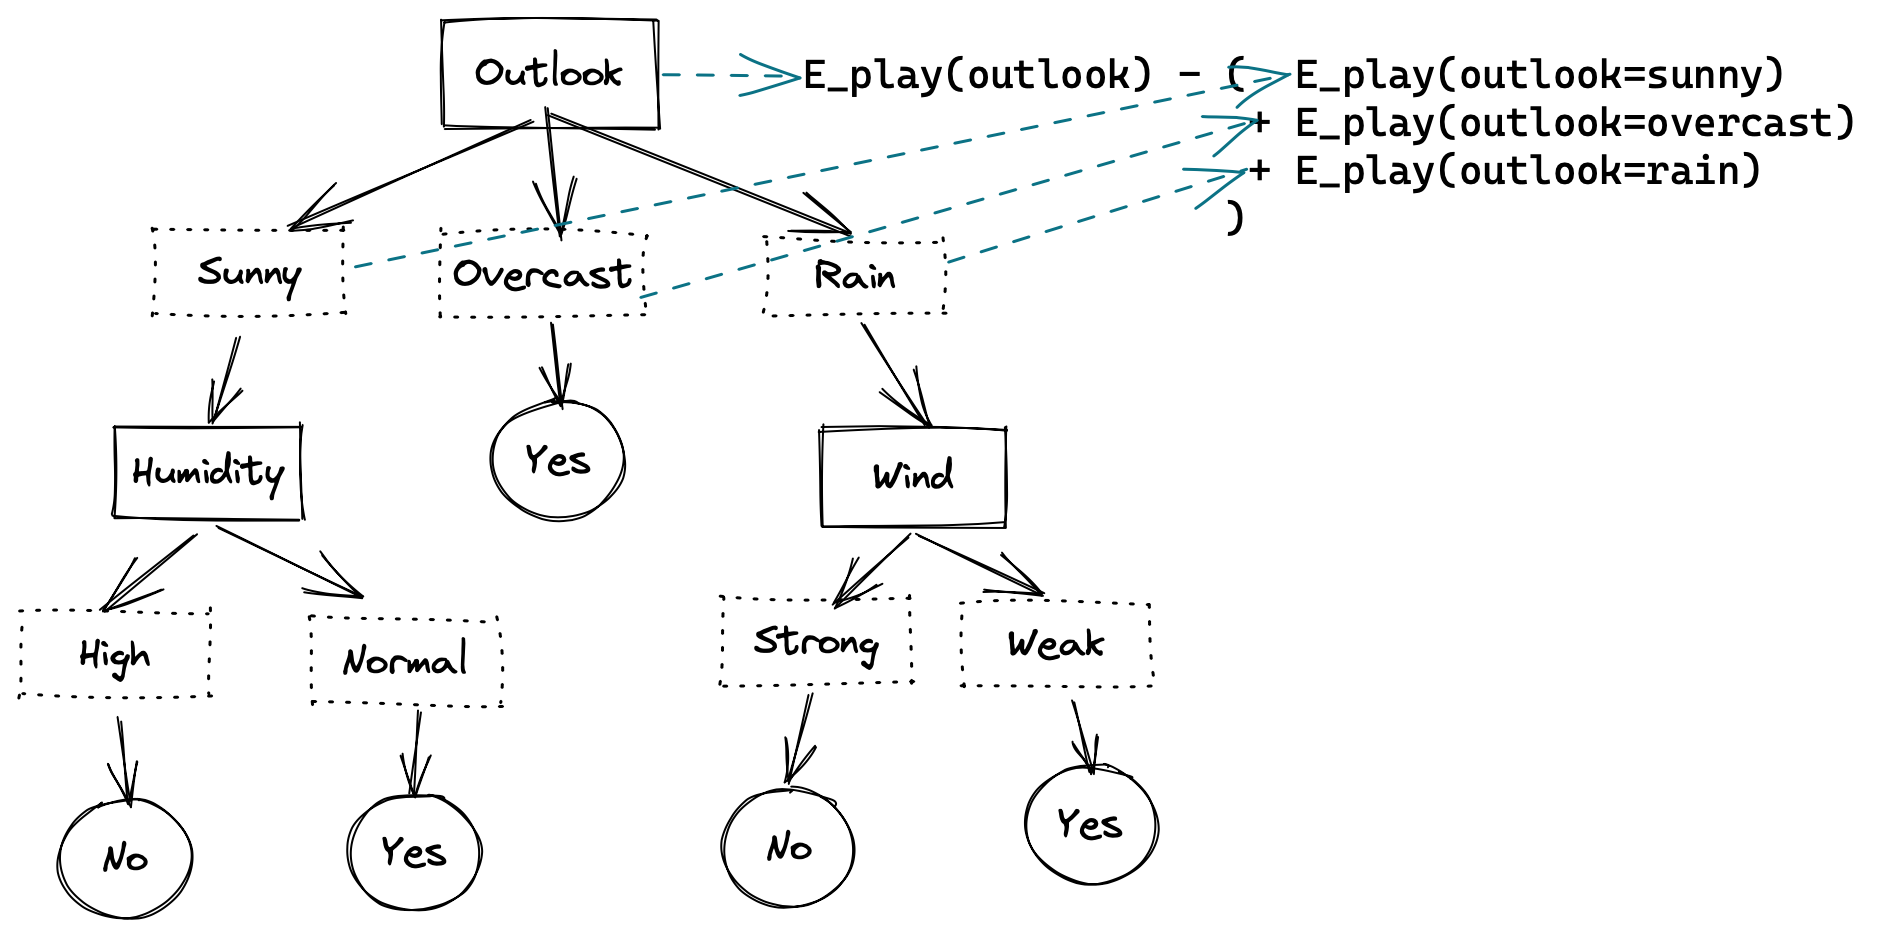 Outlook
E_play(outlook) - ( E_play(outlook=sunny)
+ E_play(outlook=overcast)
+ E_play(outlook=rain)
)
Sunny
Overcast
Rain
Humidity
Yes
Wind
High
Normal
Strong
Weak
No
Yes
No
Yes